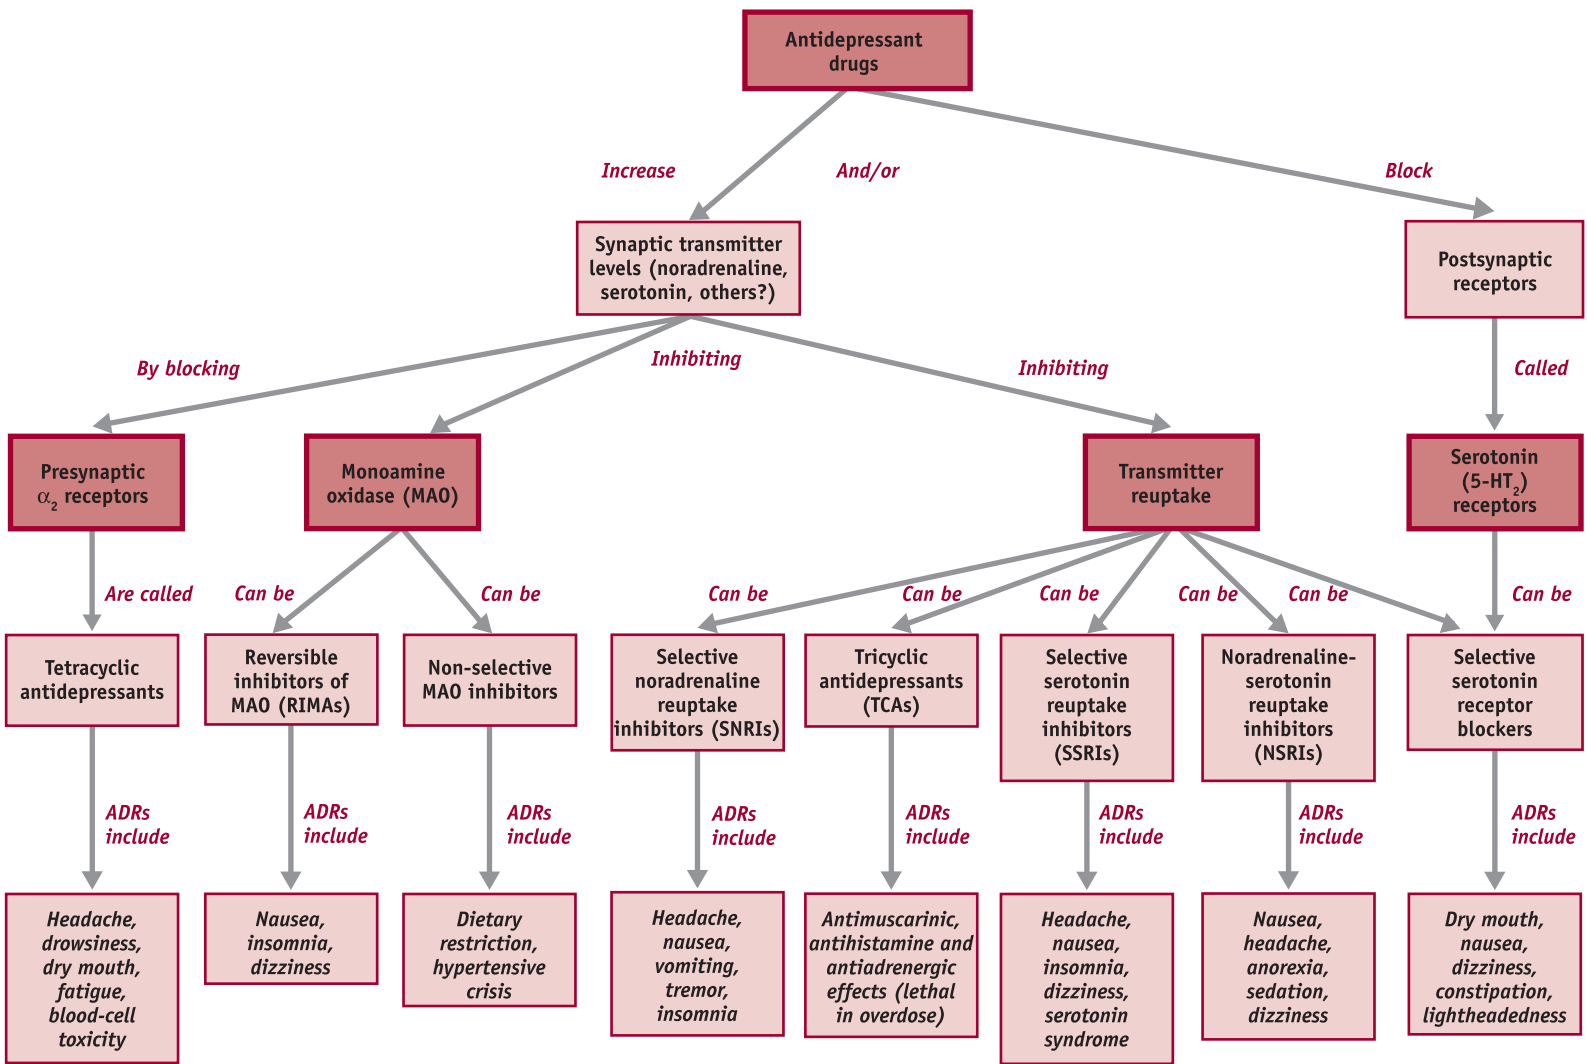 Antidepressant
drugs
Increase
And/or
Block
Synaptic transmitter
levels (noradrenaline,
serotonin, others?)
Postsynaptic
receptors
By blocking
Inhibiting
Inhibiting
Called
Presynaptic
α₂ receptors
Monoamine
oxidase (MAO)
Transmitter
reuptake
Serotonin
(5-HT₂)
receptors
Are called
Can be
Can be
Can be
Can be
Can be
Can be
Can be
Can be
Tetracyclic
antidepressants
Reversible
inhibitors of
MAO (RIMAs)
Non-selective
MAO inhibitors
Selective
noradrenaline
reuptake
inhibitors (SNRIs)
Tricyclic
antidepressants
(TCAs)
Selective
serotonin
reuptake
inhibitors
(SSRIs)
Noradrenaline-
serotonin
reuptake
inhibitors
(NSRIs)
Selective
serotonin
receptor
blockers
ADRs
include
ADRs
include
ADRs
include
ADRs
include
ADRs
include
ADRs
include
ADRs
include
ADRs
include
Headache,
drowsiness,
dry mouth,
fatigue,
blood-cell
toxicity
Nausea,
insomnia,
dizziness
Dietary
restriction,
hypertensive
crisis
Headache,
nausea,
vomiting,
tremor,
insomnia
Antimuscarinic,
antihistamine and
antiadrenergic
effects (lethal
in overdose)
Headache,
nausea,
insomnia,
dizziness,
serotonin
syndrome
Nausea,
headache,
anorexia,
sedation,
dizziness
Dry mouth,
nausea,
dizziness,
constipation,
lightheadedness